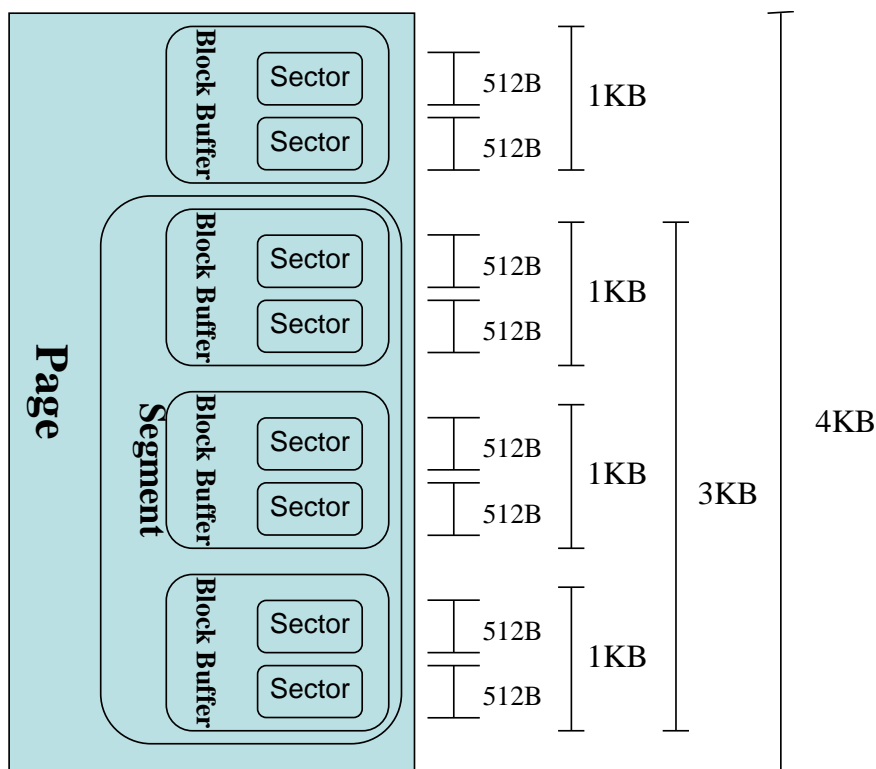 Page
Segment
Block Buffer
Sector
Sector
512B
512B
1KB
Block Buffer
Sector
Sector
512B
512B
1KB
Block Buffer
Sector
Sector
512B
512B
1KB
Block Buffer
Sector
Sector
512B
512B
1KB
3KB
4KB